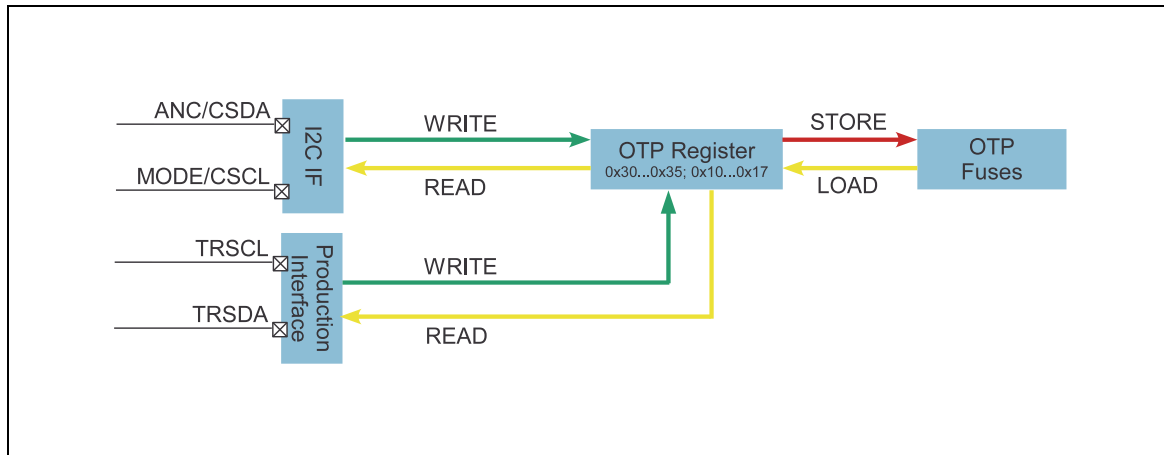 ANC/CSDA
MODE/CSCL
I2C IF
WRITE
READ
OTP Register
0x30...0x35; 0x10...0x17
STORE
LOAD
OTP
Fuses
TRSCL
TRSDA
Production
Interface
WRITE
READ